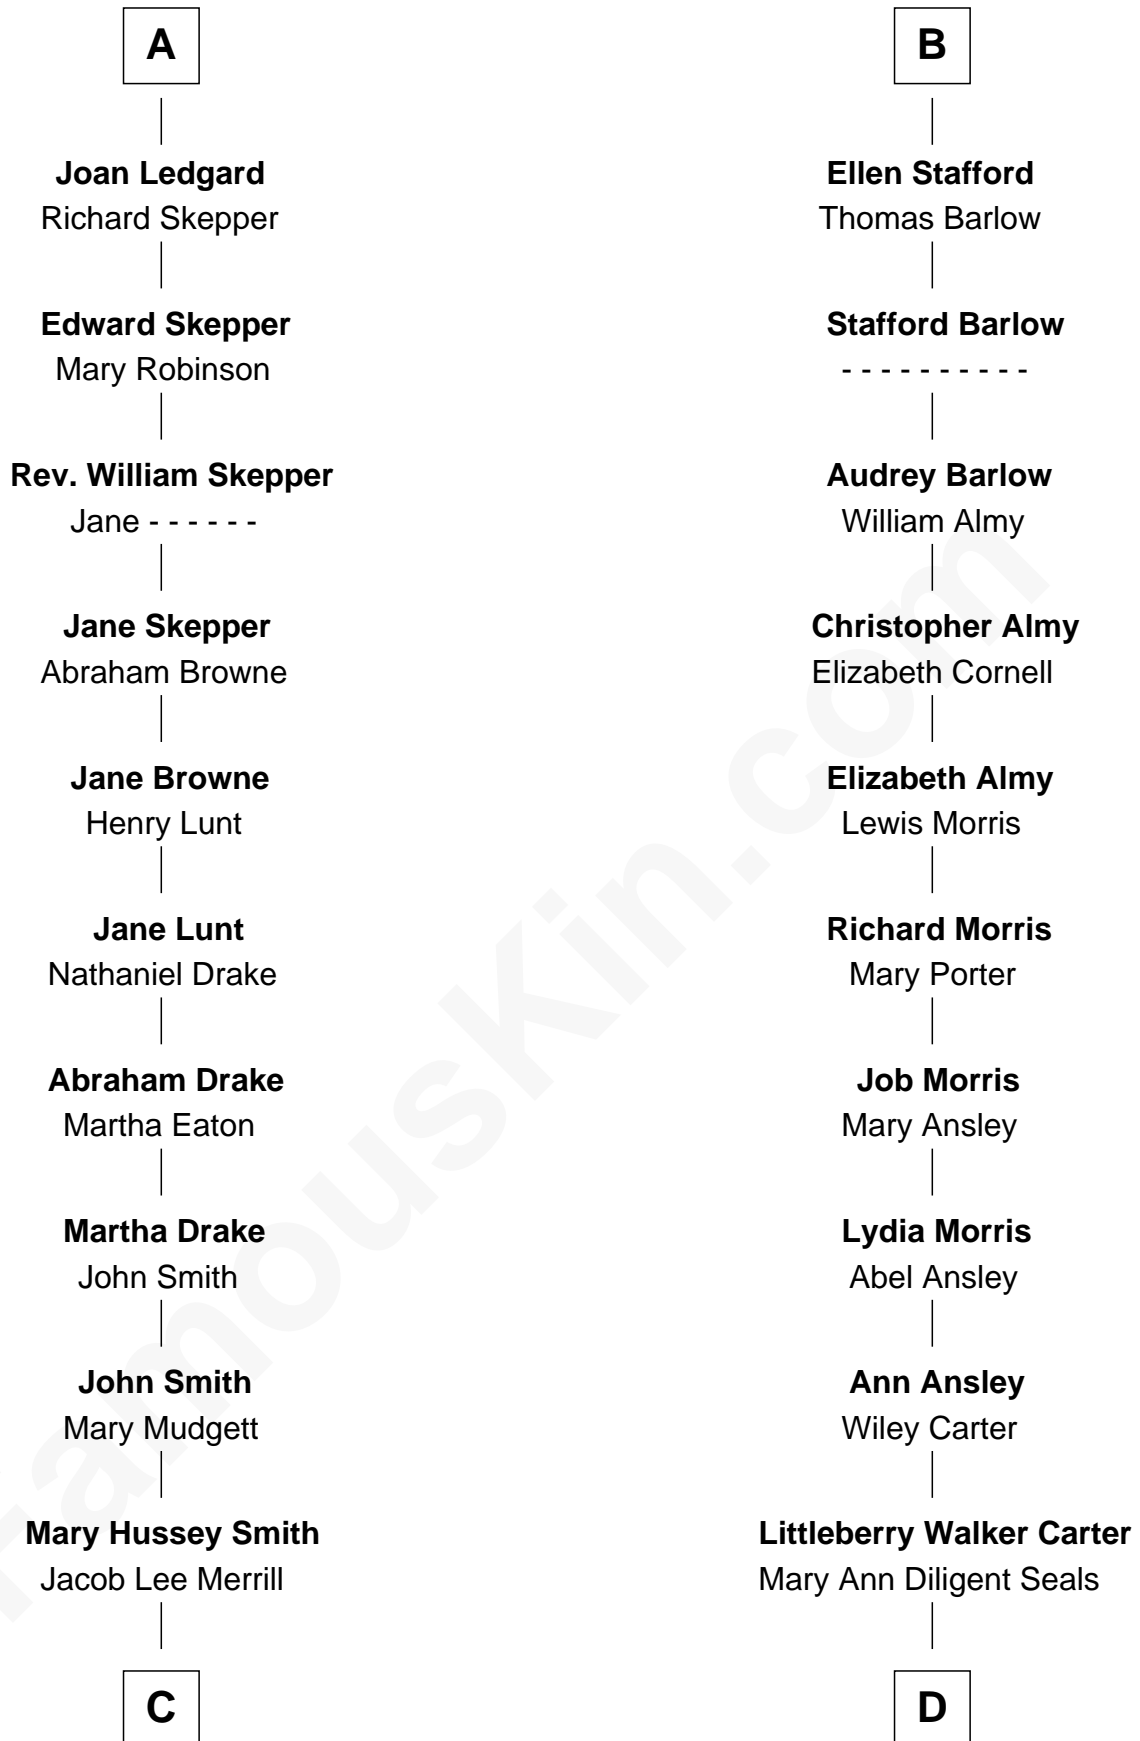 A
Joan Ledgard
Richard Skepper
Edward Skepper
Mary Robinson
Rev. William Skepper
Jane - - - - - -
Jane Skepper
Abraham Browne
Jane Browne
Henry Lunt
Jane Lunt
Nathaniel Drake
Abraham Drake
Martha Eaton
Martha Drake
John Smith
John Smith
Mary Mudgett
Mary Hussey Smith
Jacob Lee Merrill
C
B
Ellen Stafford
Thomas Barlow
Stafford Barlow
- - - - - - - - - -
Audrey Barlow
William Almy
Christopher Almy
Elizabeth Cornell
Elizabeth Almy
Lewis Morris
Richard Morris
Mary Porter
Job Morris
Mary Ansley
Lydia Morris
Abel Ansley
Ann Ansley
Wiley Carter
Littleberry Walker Carter
Mary Ann Diligent Seals
D
FamousKin.com